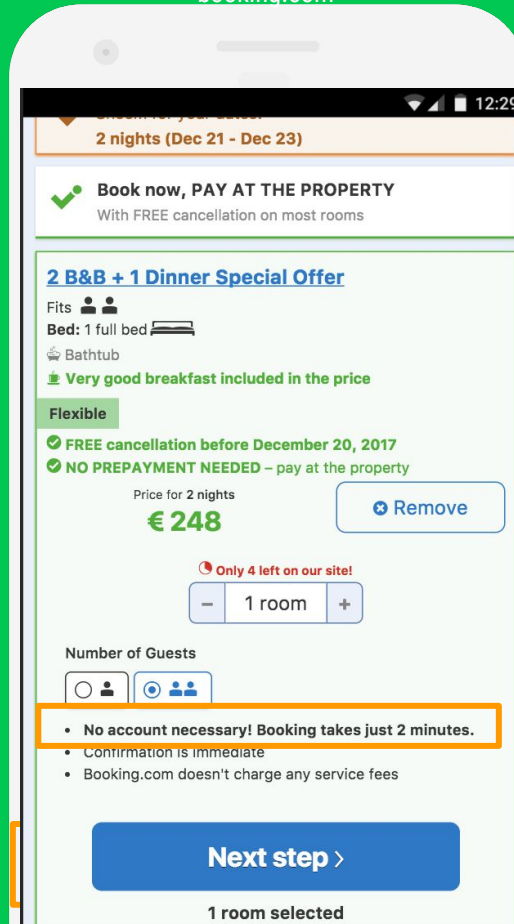 booking.com
12:29
2 nights (Dec 21 - Dec 23)
Book now, PAY AT THE PROPERTY
With FREE cancellation on most rooms
2 B&B + 1 Dinner Special Offer
Fits
Bed: 1 full bed
Bathtub
Very good breakfast included in the price
Flexible
FREE cancellation before December 20, 2017
NO PREPAYMENT NEEDED – pay at the property
Price for 2 nights
€ 248
Remove
Only 4 left on our site!
− 1 room +
Number of Guests
• No account necessary! Booking takes just 2 minutes.
• Confirmation is immediate
• Booking.com doesn't charge any service fees
Next step ›
1 room selected